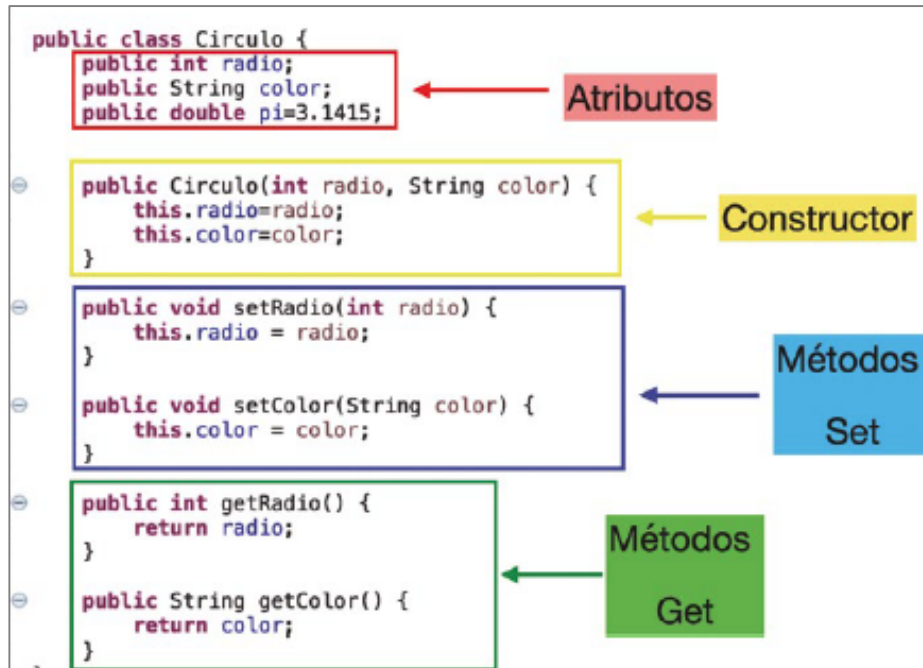 public class Circulo {
public int radio;
public String color;
public double pi=3.1415;
Atributos
public Circulo(int radio, String color) {
this.radio=radio;
this.color=color;
}
Constructor
public void setRadio(int radio) {
this.radio = radio;
}
public void setColor(String color) {
this.color = color;
}
Métodos
Set
public int getRadio() {
return radio;
}
public String getColor() {
return color;
}
Métodos
Get
}